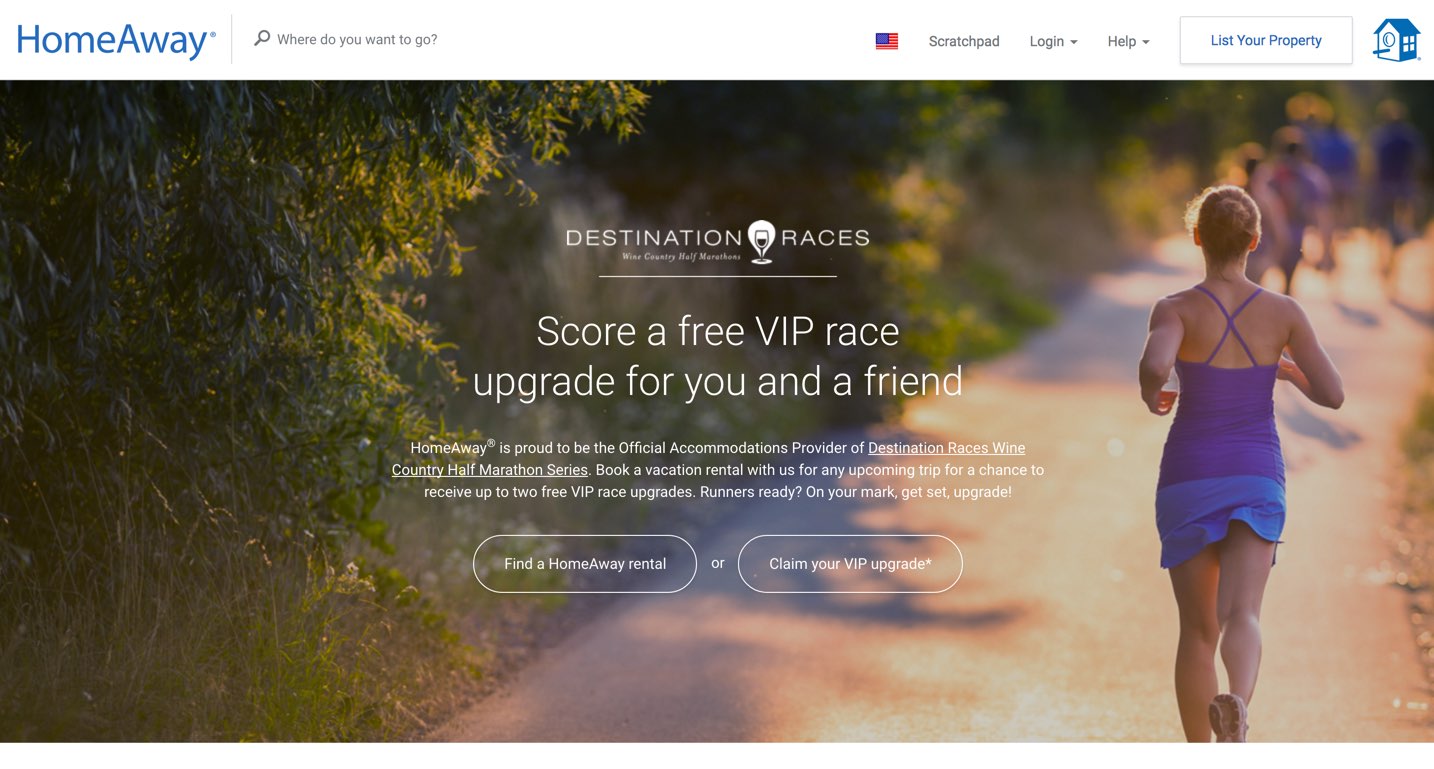 HomeAway®
Where do you want to go?
Scratchpad
Login
Help
List Your Property
DESTINATION RACES
Wine Country Half Marathons
Score a free VIP race
upgrade for you and a friend
HomeAway® is proud to be the Official Accommodations Provider of Destination Races Wine
Country Half Marathon Series. Book a vacation rental with us for any upcoming trip for a chance to
receive up to two free VIP race upgrades. Runners ready? On your mark, get set, upgrade!
Find a HomeAway rental
or
Claim your VIP upgrade*